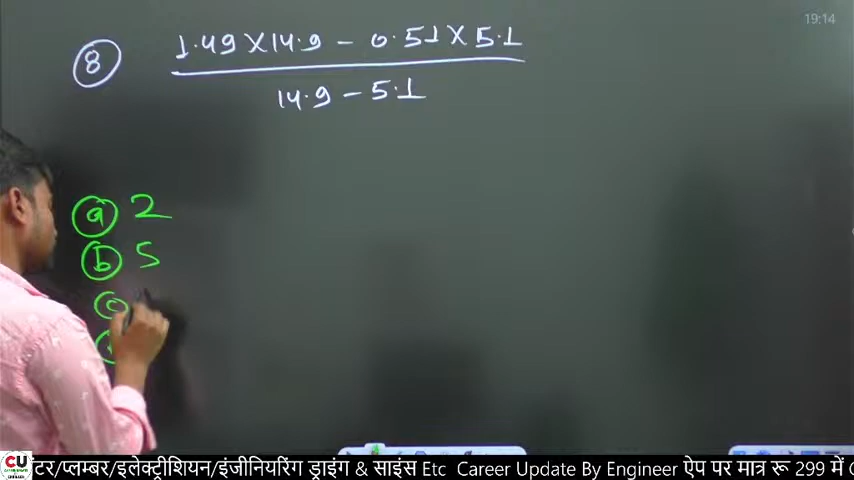 19:14
8 1.49 X 14.9 - 0.51 X 5.1
14.9 - 5.1
a 2
b 5
c
CU
टर/प्लम्बर/इलेक्ट्रीशियन/इंजीनियरिंग ड्राइंग & साइंस Etc Career Update By Engineer ऐप पर मात्र रू 299 में